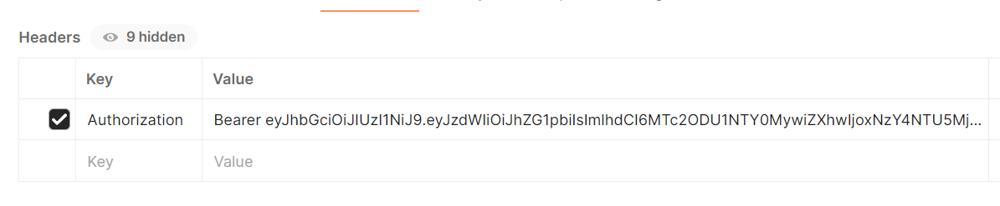 Headers 9 hidden
Key Value
Authorization Bearer eyJhbGciOiJIUzI1NiJ9.eyJzdWIiOiJhZG1pbiIsImlhdCI6MTc2ODU1NTY0MywiZXhwIjoxNzY4NTU5Mj...
Key Value